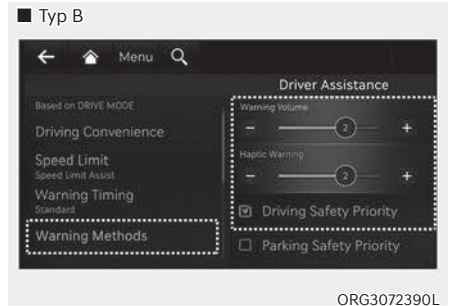 ■ Typ B
Menu
Driver Assistance
Based on DRIVE MODE
Driving Convenience
Speed Limit
Speed Limit Assist
Warning Timing
Standard
Warning Methods
Warning Volume
− 2 +
Haptic Warning
− 2 +
Driving Safety Priority
Parking Safety Priority
ORG3072390L